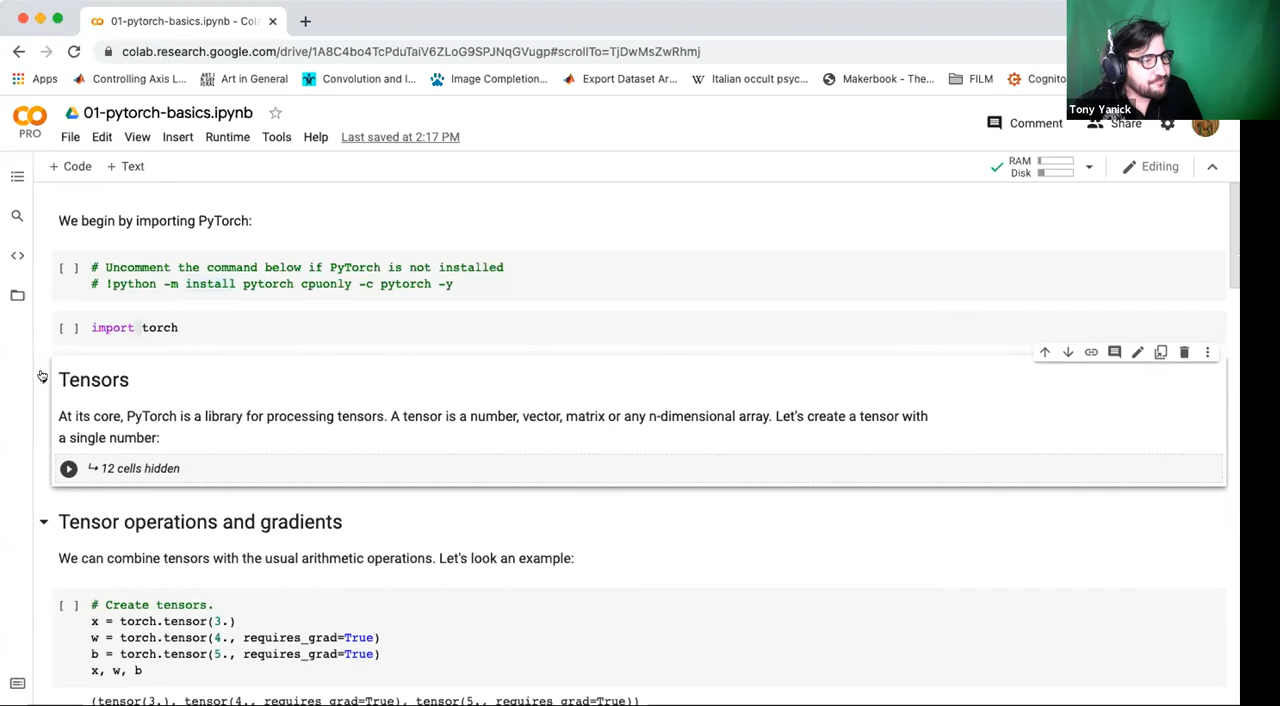 01-pytorch-basics.ipynb - Col
colab.research.google.com/drive/1A8C4bo4TcPduTaiV6ZLoG9SPJNqGVugp#scrollTo=TjDwMsZwRhmj
Apps Controlling Axis L... Art in General Convolution and I... Image Completion... Export Dataset Ar... Italian occult psyc... Makerbook - The... FILM Cognito
Tony Yanick
PRO
01-pytorch-basics.ipynb
File Edit View Insert Runtime Tools Help Last saved at 2:17 PM
Comment Share
+ Code + Text
RAM
Disk
Editing
We begin by importing PyTorch:
[ ] # Uncomment the command below if PyTorch is not installed
# !python -m install pytorch cpuonly -c pytorch -y
[ ] import torch
Tensors
At its core, PyTorch is a library for processing tensors. A tensor is a number, vector, matrix or any n-dimensional array. Let's create a tensor with
a single number:
↳ 12 cells hidden
Tensor operations and gradients
We can combine tensors with the usual arithmetic operations. Let's look an example:
[ ] # Create tensors.
x = torch.tensor(3.)
w = torch.tensor(4., requires_grad=True)
b = torch.tensor(5., requires_grad=True)
x, w, b
(tensor(3.), tensor(4., requires_grad=True), tensor(5., requires_grad=True))